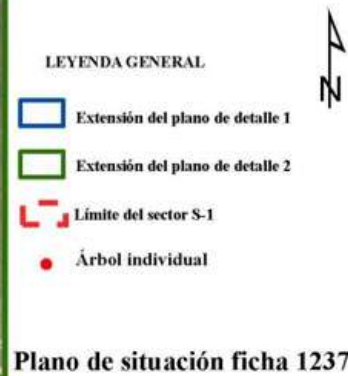 N
LEYENDA GENERAL
Extensión del plano de detalle 1
Extensión del plano de detalle 2
Límite del sector S-1
Árbol individual
Plano de situación ficha 1237